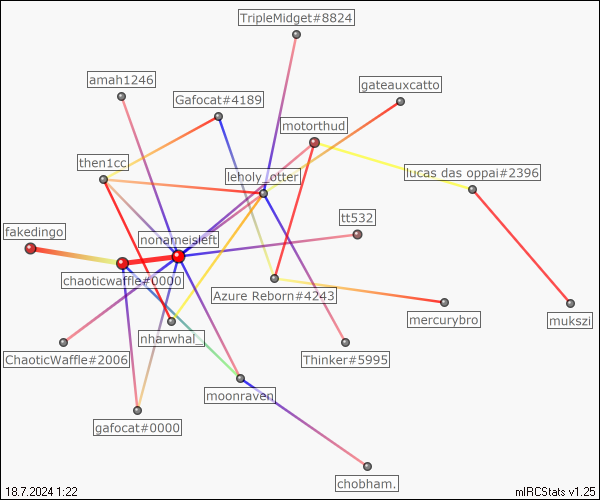 TripleMidget#8824
amah1246
gateauxcatto
Gafocat#4189
motorthud
then1cc
leholy_otter
lucas das oppai#2396
fakedingo
nonameisleft
tt532
chaoticwaffle#0000
Azure Reborn#4243
mercurybro
mukszi
nharwhal_
ChaoticWaffle#2006
Thinker#5995
moonraven
gafocat#0000
chobham.
18.7.2024 1:22
mIRCStats v1.25